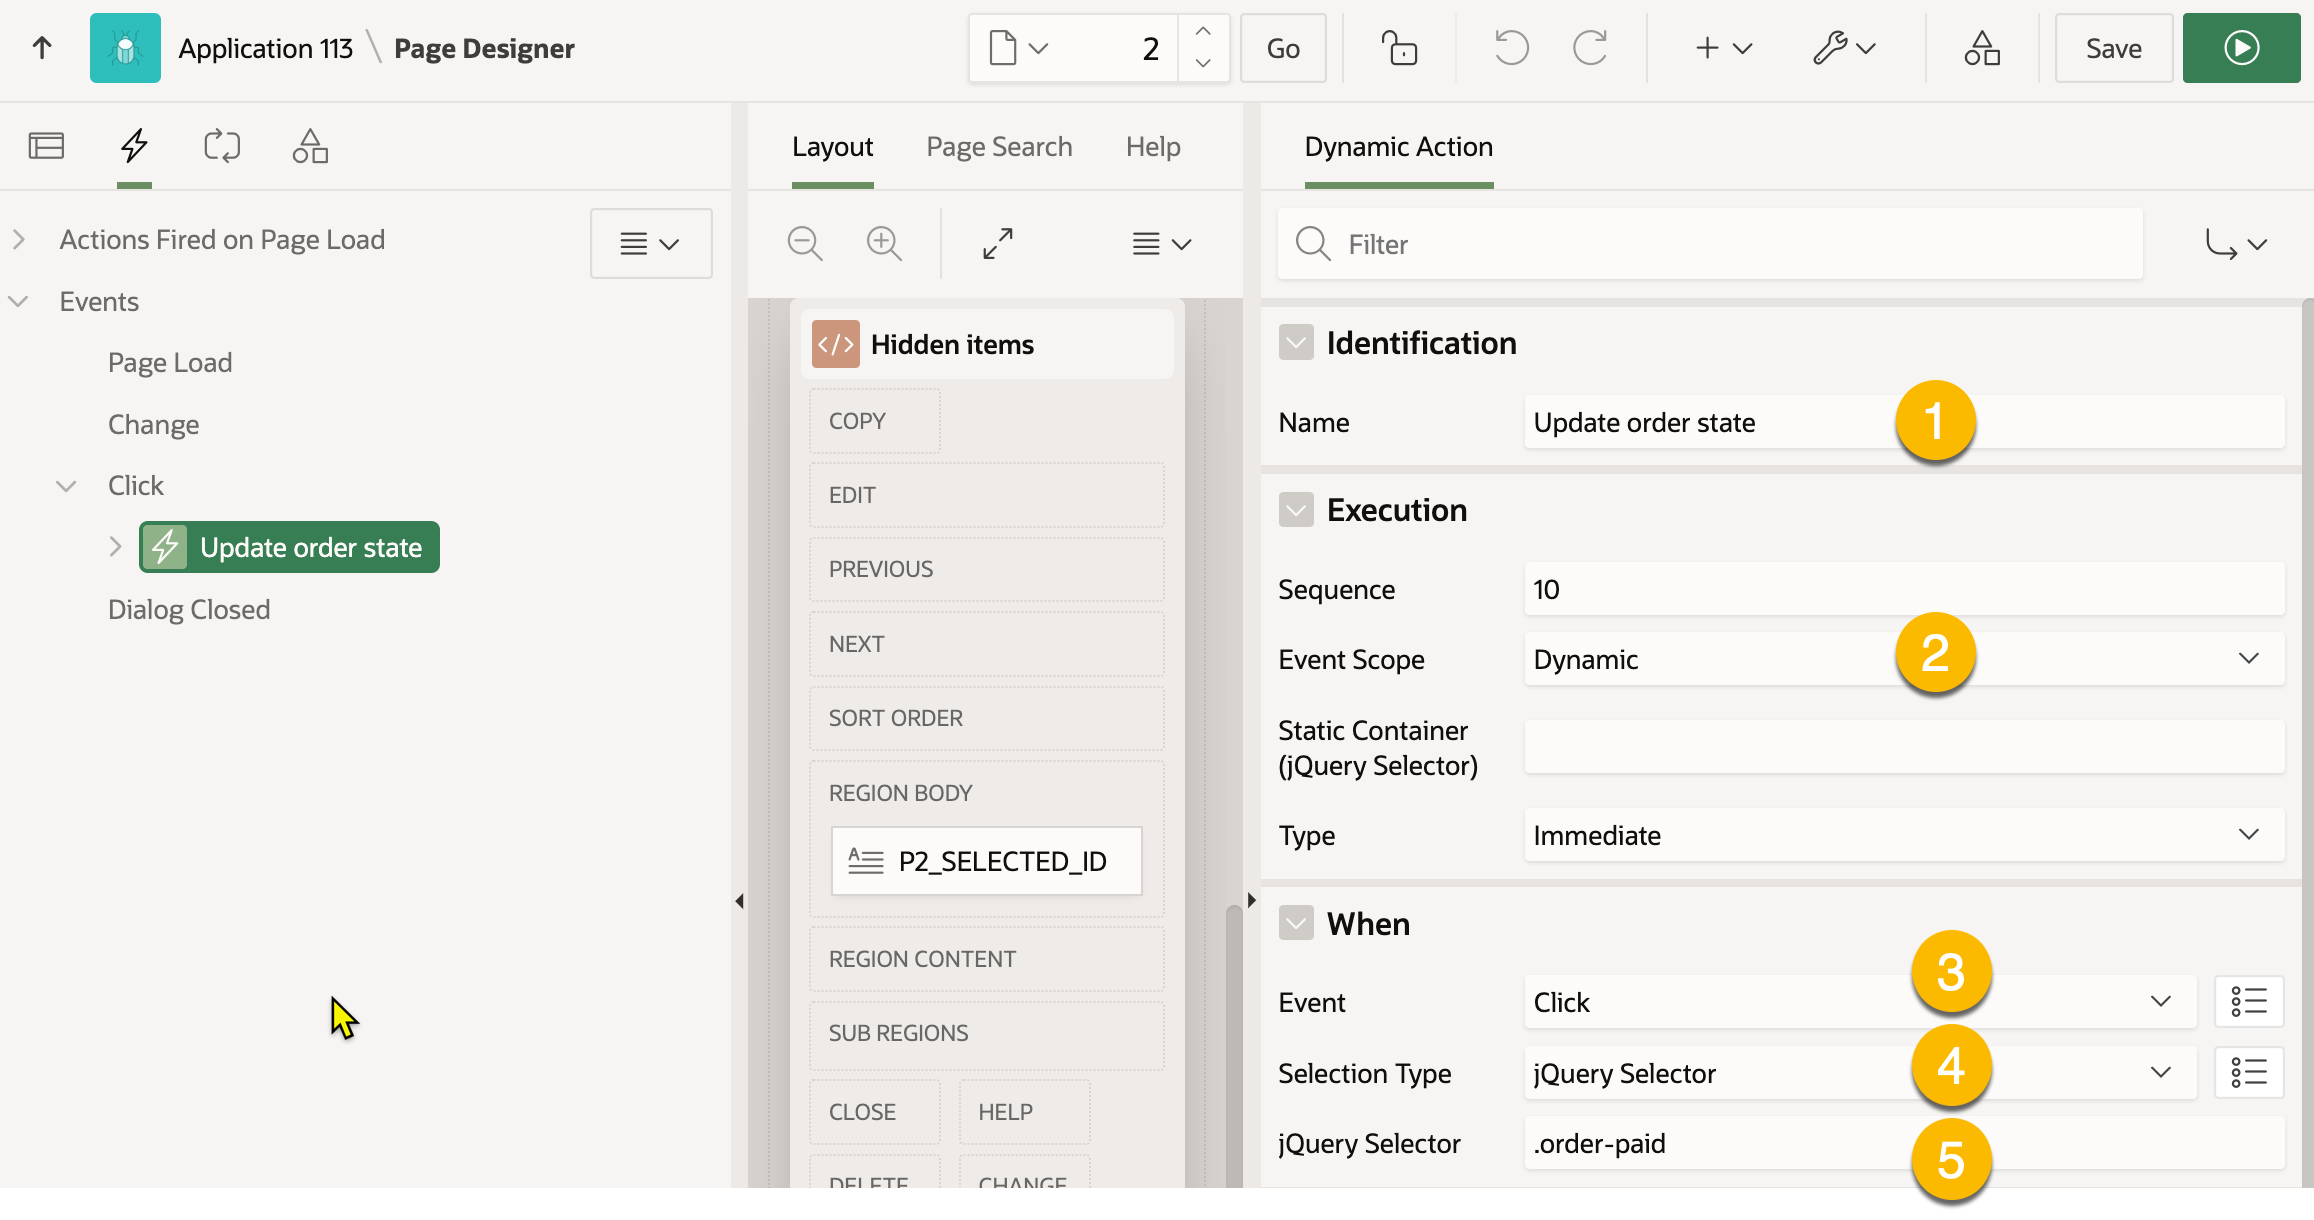 Application 113 \ Page Designer
2
Go
Save
Layout
Page Search
Help
Dynamic Action
Actions Fired on Page Load
Events
Page Load
Change
Click
Update order state
Dialog Closed
Hidden items
COPY
EDIT
PREVIOUS
NEXT
SORT ORDER
REGION BODY
P2_SELECTED_ID
REGION CONTENT
SUB REGIONS
CLOSE
HELP
DELETE
CHANGE
Filter
Identification
Name
Update order state
1
Execution
Sequence
10
Event Scope
Dynamic
2
Static Container
(jQuery Selector)
Type
Immediate
When
Event
Click
3
Selection Type
jQuery Selector
4
jQuery Selector
.order-paid
5